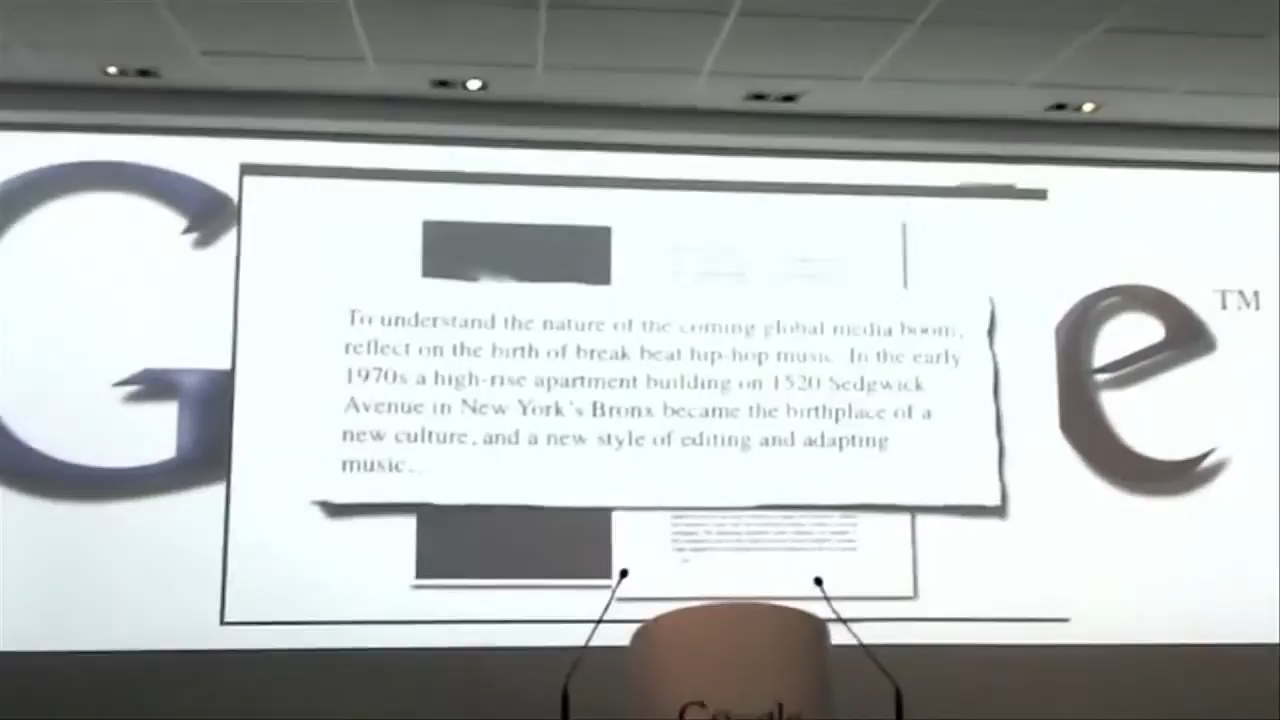 G
e™
To understand the nature of the coming global media boom,
reflect on the birth of break beat hip-hop music. In the early
1970s a high-rise apartment building on 1520 Sedgwick
Avenue in New York's Bronx became the birthplace of a
new culture, and a new style of editing and adapting
music...
Google